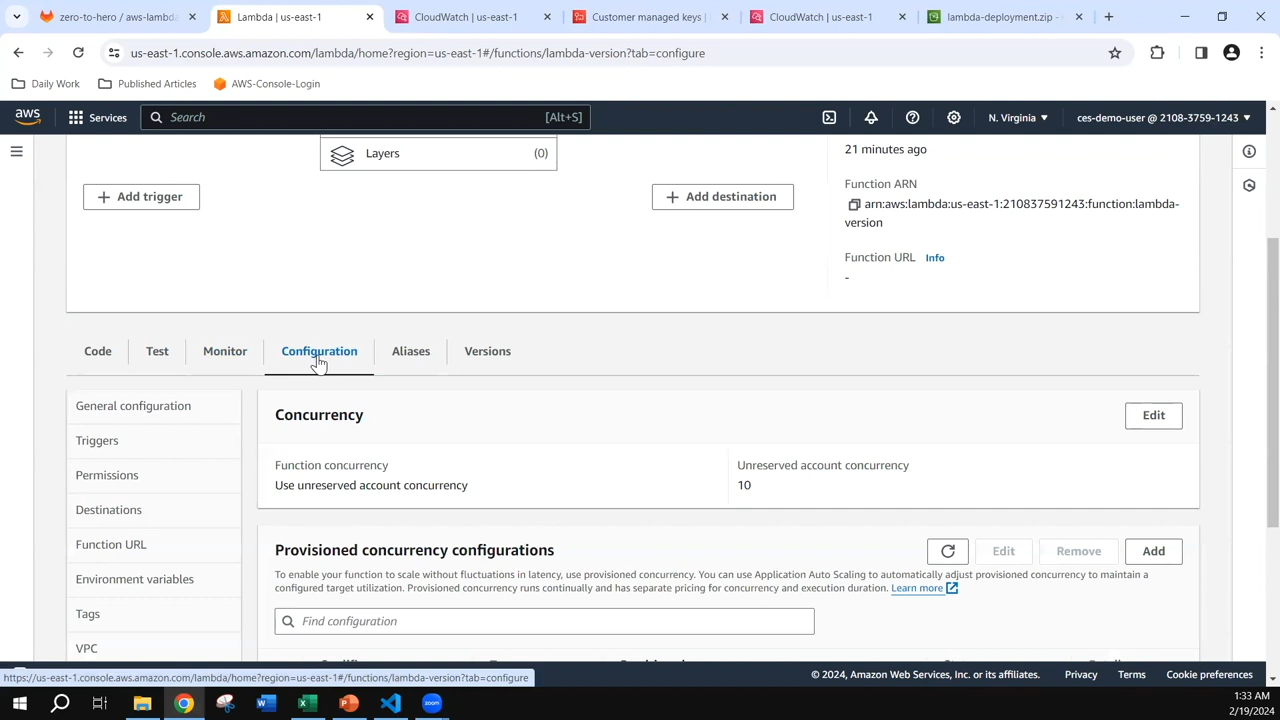 zero-to-hero / aws-lambda
Lambda | us-east-1
CloudWatch | us-east-1
Customer managed keys |
CloudWatch | us-east-1
lambda-deployment.zip -
us-east-1.console.aws.amazon.com/lambda/home?region=us-east-1#/functions/lambda-version?tab=configure
Daily Work
Published Articles
AWS-Console-Login
aws
Services
Search
[Alt+S]
N. Virginia
ces-demo-user @ 2108-3759-1243
Layers
(0)
21 minutes ago
Function ARN
Add trigger
Add destination
arn:aws:lambda:us-east-1:210837591243:function:lambda-
version
Function URL Info
-
Code
Test
Monitor
Configuration
Aliases
Versions
General configuration
Triggers
Permissions
Destinations
Function URL
Environment variables
Tags
VPC
Concurrency
Edit
Function concurrency
Use unreserved account concurrency
Unreserved account concurrency
10
Provisioned concurrency configurations
Edit
Remove
Add
To enable your function to scale without fluctuations in latency, use provisioned concurrency. You can use Application Auto Scaling to automatically adjust provisioned concurrency to maintain a
configured target utilization. Provisioned concurrency runs continually and has separate pricing for concurrency and execution duration. Learn more
Find configuration
https://us-east-1.console.aws.amazon.com/lambda/home?region=us-east-1#/functions/lambda-version?tab=configure
© 2024, Amazon Web Services, Inc. or its affiliates.
Privacy
Terms
Cookie preferences
zoom
1:33 AM
2/19/2024